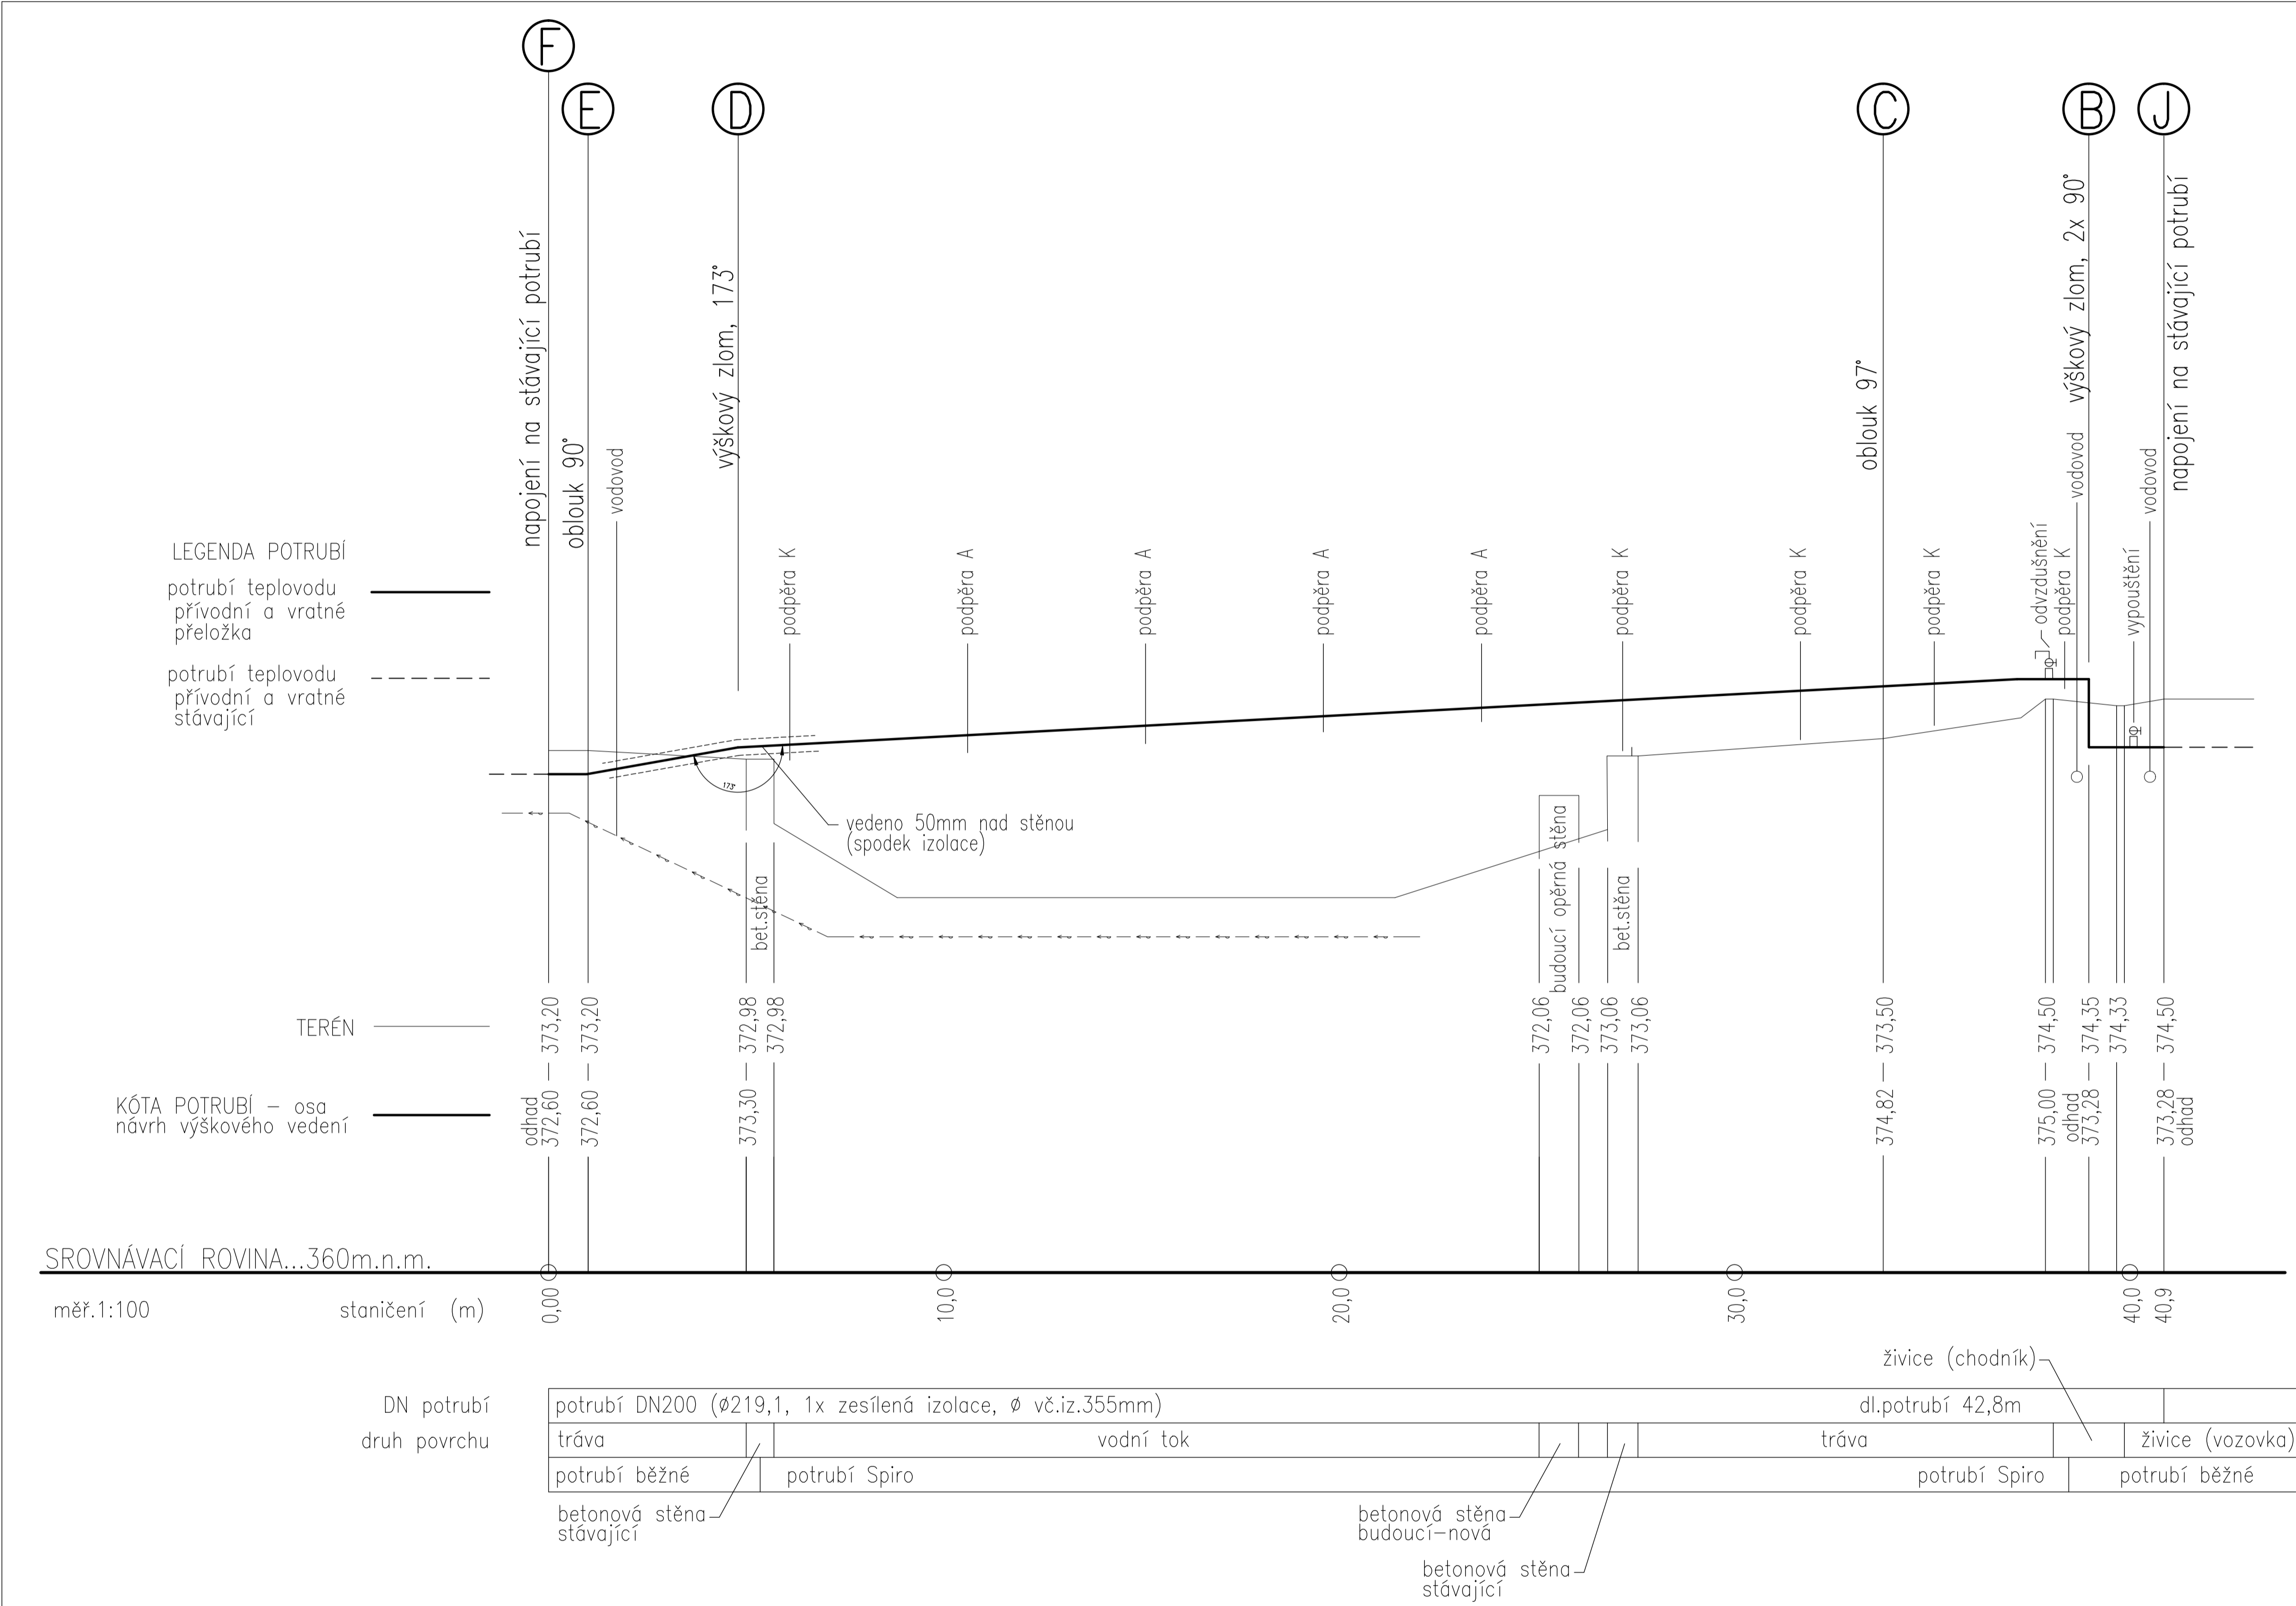 F
E
D
C
B
J
napojení na stávající potrubí
oblouk 90°
vodovod
výškový zlom, 173°
oblouk 97°
vodovod
výškový zlom, 2x 90°
vodovod
napojení na stávající potrubí
LEGENDA POTRUBÍ
potrubí teplovodu
přívodní a vratné
přeložka
potrubí teplovodu
přívodní a vratné
stávající
podpěra K
podpěra A
podpěra A
podpěra A
podpěra A
podpěra K
podpěra K
podpěra K
odvzdušnění
podpěra K
vypouštění
173°
vedeno 50mm nad stěnou
(spodek izolace)
bet.stěna
budoucí opěrná stěna
bet.stěna
TERÉN
373,20
373,20
372,98
372,98
372,06
372,06
373,06
373,06
373,50
374,50
374,35
374,33
374,50
KÓTA POTRUBÍ – osa
návrh výškového vedení
odhad
372,60
372,60
373,30
374,82
375,00
odhad
373,28
373,28
odhad
SROVNÁVACÍ ROVINA...360m.n.m.
měř.1:100
staničení (m)
0,00
10,0
20,0
30,0
40,0
40,9
živice (chodník)
DN potrubí
potrubí DN200 (ø219,1, 1x zesílená izolace, ø vč.iz.355mm)
dl.potrubí 42,8m
druh povrchu
tráva
vodní tok
tráva
živice (vozovka)
potrubí běžné
potrubí Spiro
potrubí Spiro
potrubí běžné
betonová stěna
stávající
betonová stěna
budoucí–nová
betonová stěna
stávající